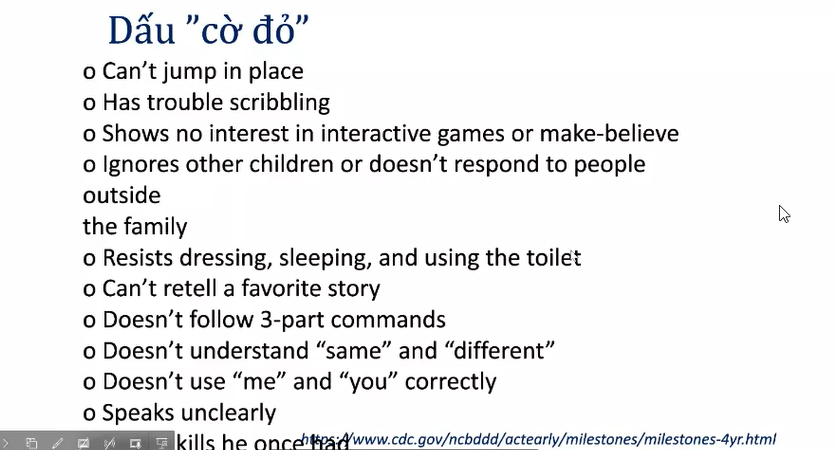 Dấu ”cờ đỏ”
o Can’t jump in place
o Has trouble scribbling
o Shows no interest in interactive games or make-believe
o Ignores other children or doesn’t respond to people
outside
the family
o Resists dressing, sleeping, and using the toilet
o Can’t retell a favorite story
o Doesn’t follow 3-part commands
o Doesn’t understand “same” and “different”
o Doesn’t use “me” and “you” correctly
o Speaks unclearly
kills he once had
https://www.cdc.gov/ncbddd/actearly/milestones/milestones-4yr.html